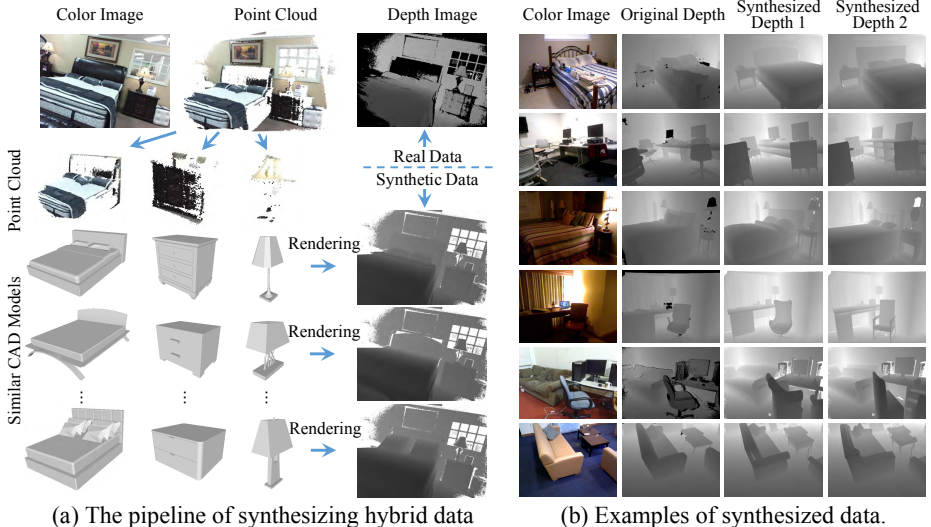 Color Image
Point Cloud
Depth Image
Point Cloud
Real Data
Synthetic Data
Similar CAD Models
Rendering
Rendering
Rendering
(a) The pipeline of synthesizing hybrid data
Color Image
Original Depth
Synthesized
Depth 1
Synthesized
Depth 2
(b) Examples of synthesized data.